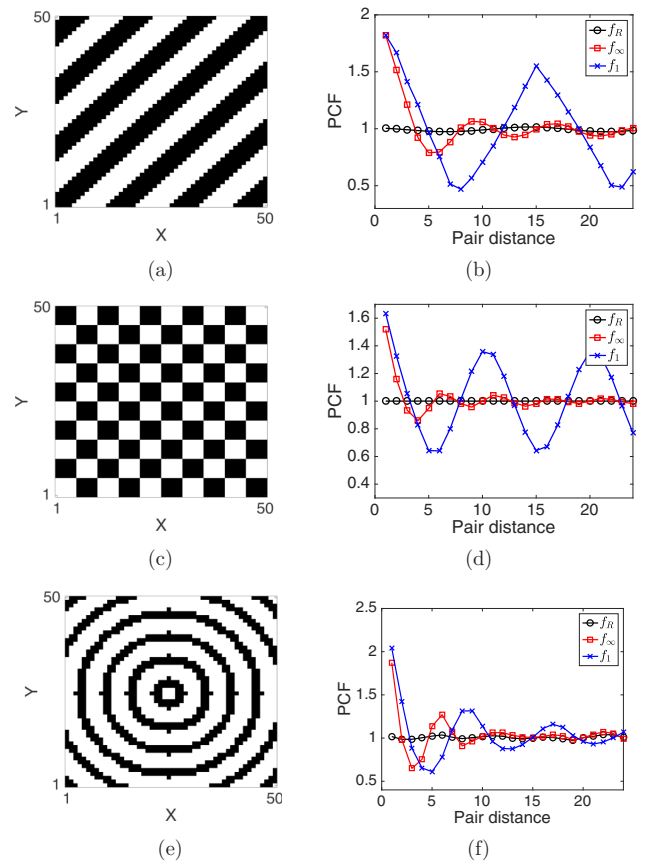 50
Y
1
1
50
X
(a)
2
1.5
1
0.5
PCF
0
5
10
15
20
Pair distance
f_R
f_∞
f_1
(b)
50
Y
1
1
50
X
(c)
1.6
1.4
1.2
1
0.8
0.6
0.4
PCF
0
5
10
15
20
Pair distance
f_R
f_∞
f_1
(d)
50
Y
1
1
50
X
(e)
2.5
2
1.5
1
0.5
PCF
0
5
10
15
20
Pair distance
f_R
f_∞
f_1
(f)